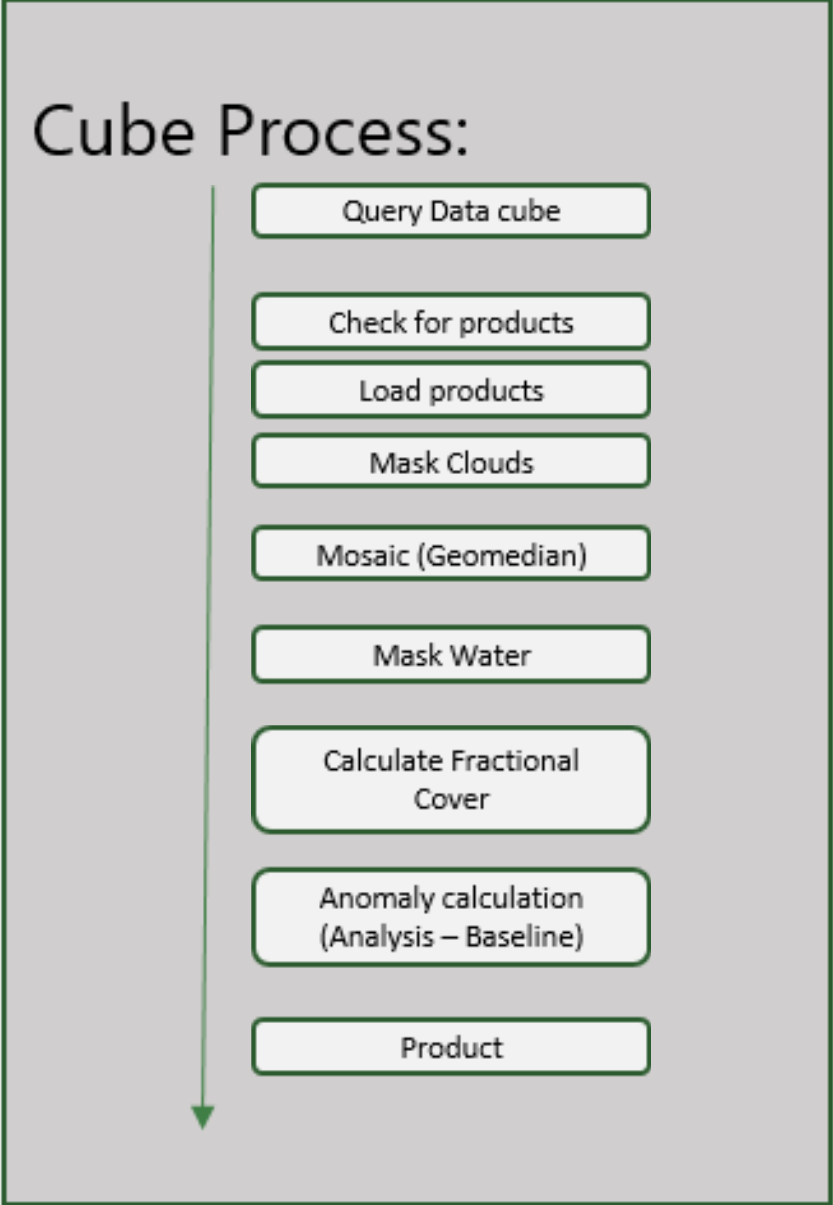 Cube Process:
Query Data cube
Check for products
Load products
Mask Clouds
Mosaic (Geomedian)
Mask Water
Calculate Fractional
Cover
Anomaly calculation
(Analysis – Baseline)
Product